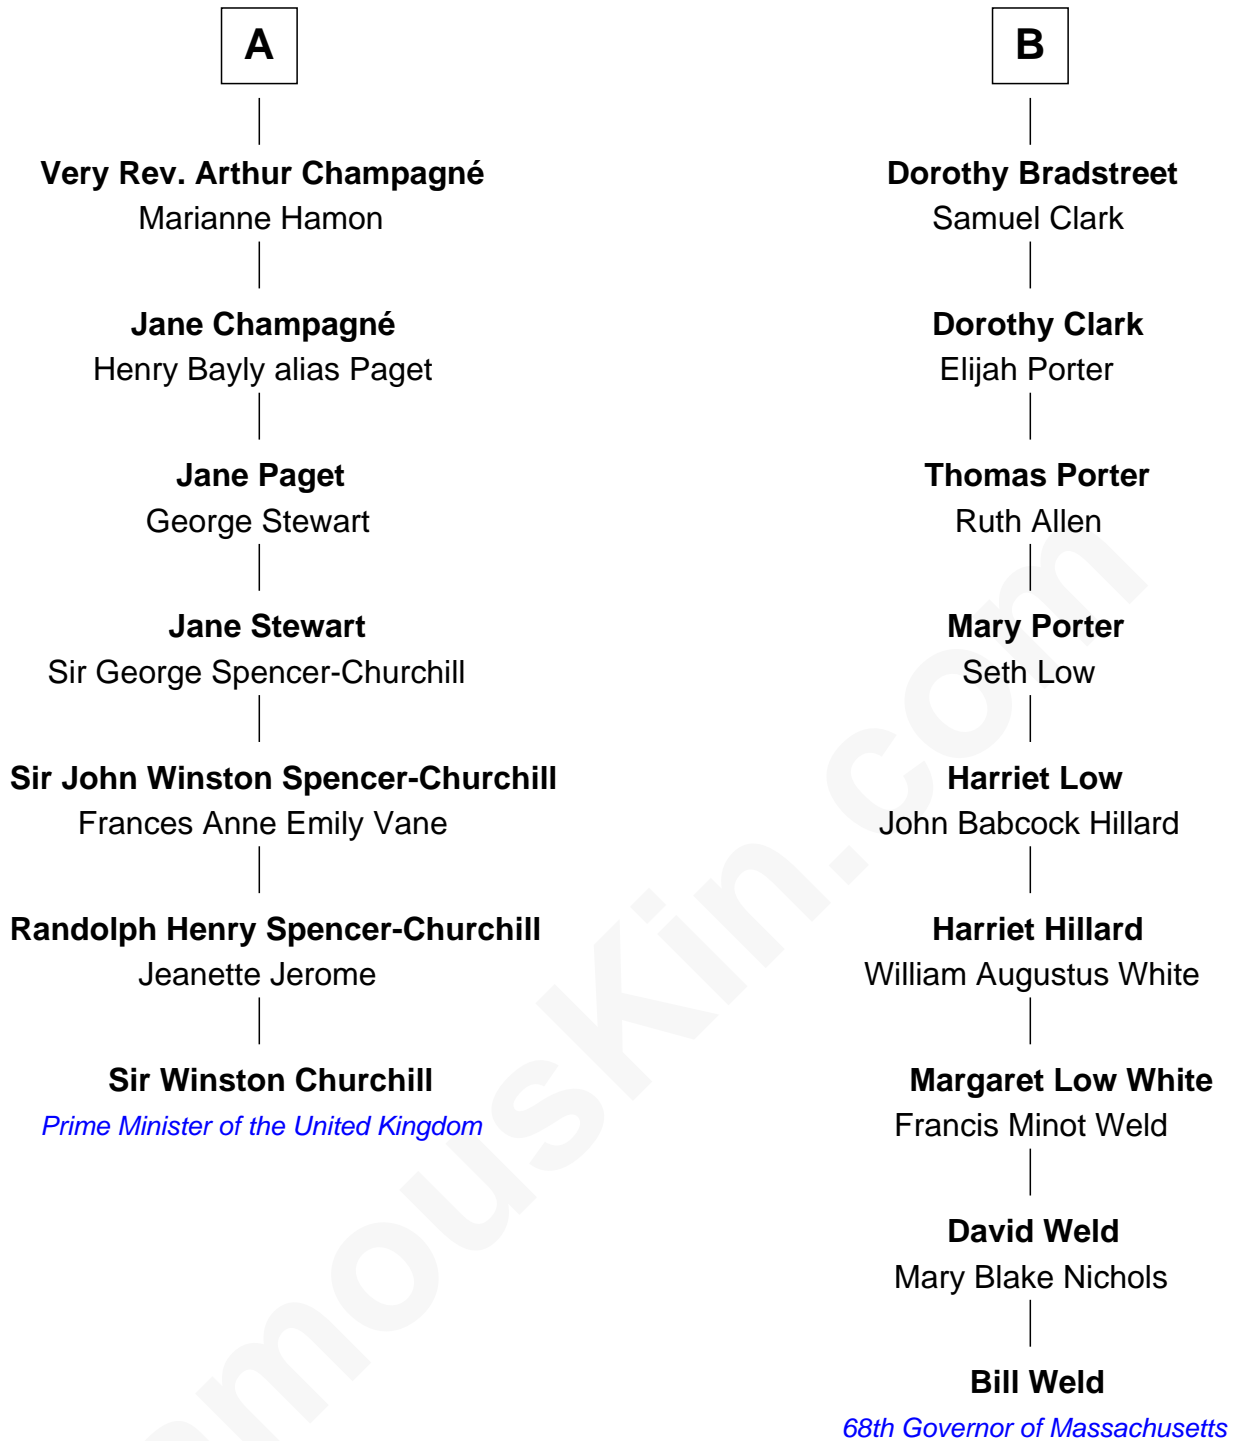 A
Very Rev. Arthur Champagné
Marianne Hamon
Jane Champagné
Henry Bayly alias Paget
Jane Paget
George Stewart
Jane Stewart
Sir George Spencer-Churchill
Sir John Winston Spencer-Churchill
Frances Anne Emily Vane
Randolph Henry Spencer-Churchill
Jeanette Jerome
Sir Winston Churchill
Prime Minister of the United Kingdom
B
Dorothy Bradstreet
Samuel Clark
Dorothy Clark
Elijah Porter
Thomas Porter
Ruth Allen
Mary Porter
Seth Low
Harriet Low
John Babcock Hillard
Harriet Hillard
William Augustus White
Margaret Low White
Francis Minot Weld
David Weld
Mary Blake Nichols
Bill Weld
68th Governor of Massachusetts
amousKin.com